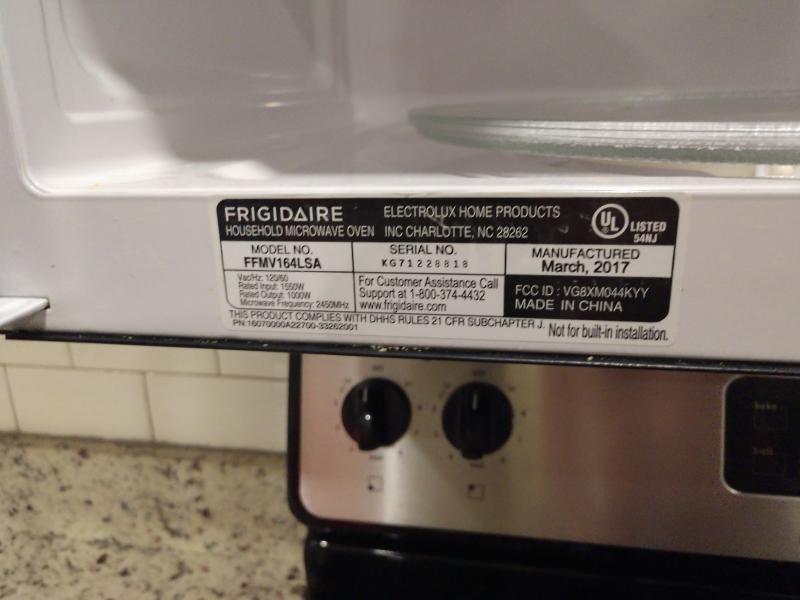 FRIGIDAIRE
HOUSEHOLD MICROWAVE OVEN
ELECTROLUX HOME PRODUCTS
INC CHARLOTTE, NC 28262
UL LISTED
54NJ
MODEL NO.
FFMV164LSA
SERIAL NO.
KG71228818
MANUFACTURED
March, 2017
Vac/Hz: 120/60
Rated Input: 1550W
Rated Output: 1000W
Microwave Frequency: 2450MHz
For Customer Assistance Call
Support at 1-800-374-4432
www.frigidaire.com
FCC ID : VG8XM044KYY
MADE IN CHINA
THIS PRODUCT COMPLIES WITH DHHS RULES 21 CFR SUBCHAPTER J.
PN:16070000A22700-33262001
Not for built-in installation.
bake